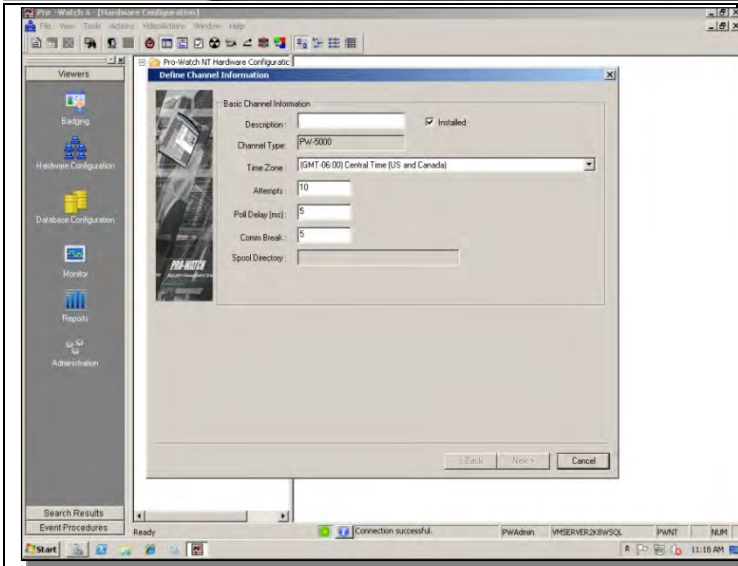 Pro -Watch 4 - [Hardware Configuration]
File View Tools Actions VideoActions Window Help
Viewers
Badging
Hardware Configuration
Database Configuration
Monitor
Reports
Administration
Search Results
Event Procedures
Pro-Watch NT Hardware Configuratic
Define Channel Information
PRO-WATCH
Basic Channel Information
Description :
Installed
Channel Type:
PW-5000
Time Zone :
(GMT-06:00) Central Time (US and Canada)
Attempts :
10
Poll Delay (ms) :
5
Comm Break :
5
Spool Directory :
< Back
Next >
Cancel
Ready
Connection successful.
PWAdmin
VMSERVER2K8WSQL
PWNT
NUM
Start
11:18 AM